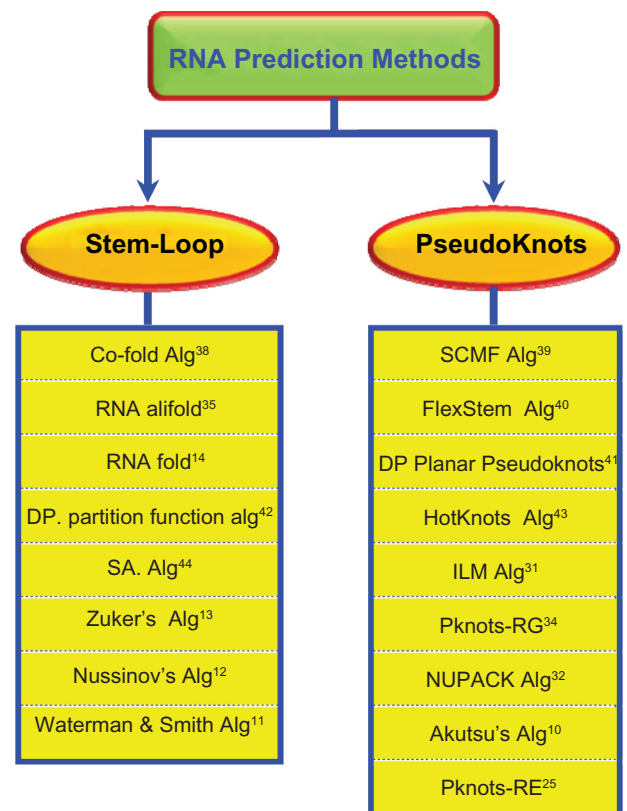 RNA Prediction Methods
Stem-Loop
Co-fold Alg³⁸
RNA alifold³⁵
RNA fold¹⁴
DP. partition function alg⁴²
SA. Alg⁴⁴
Zuker's Alg¹³
Nussinov's Alg¹²
Waterman & Smith Alg¹¹
PseudoKnots
SCMF Alg³⁹
FlexStem Alg⁴⁰
DP Planar Pseudoknots⁴¹
HotKnots Alg⁴³
ILM Alg³¹
Pknots-RG³⁴
NUPACK Alg³²
Akutsu's Alg¹⁰
Pknots-RE²⁵